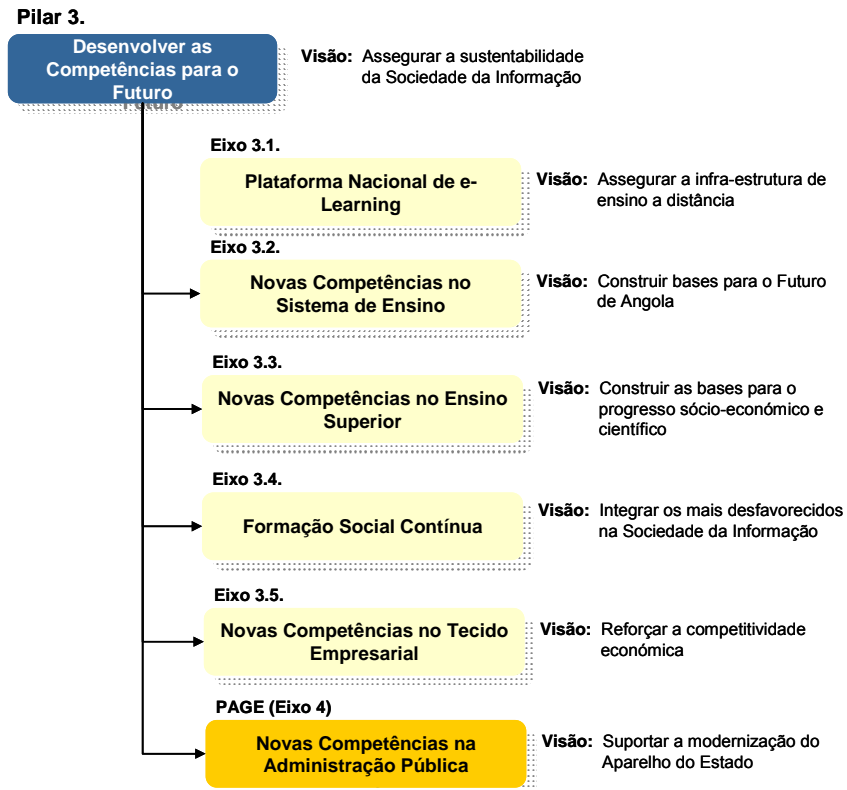 Pilar 3.
Desenvolver as
Competências para o
Futuro
Visão: Assegurar a sustentabilidade
da Sociedade da Informação
Eixo 3.1.
Plataforma Nacional de e-
Learning
Visão: Assegurar a infra-estrutura de
ensino a distância
Eixo 3.2.
Novas Competências no
Sistema de Ensino
Visão: Construir bases para o Futuro
de Angola
Eixo 3.3.
Novas Competências no Ensino
Superior
Visão: Construir as bases para o
progresso sócio-económico e
científico
Eixo 3.4.
Formação Social Contínua
Visão: Integrar os mais desfavorecidos
na Sociedade da Informação
Eixo 3.5.
Novas Competências no Tecido
Empresarial
Visão: Reforçar a competitividade
económica
PAGE (Eixo 4)
Novas Competências na
Administração Pública
Visão: Suportar a modernização do
Aparelho do Estado